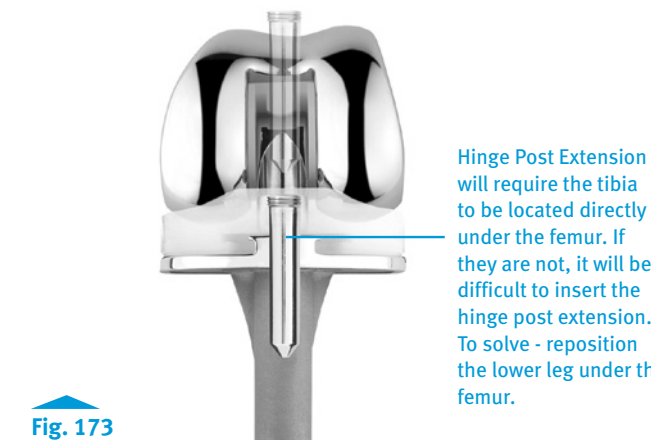 Hinge Post Extension
will require the tibia
to be located directly
under the femur. If
they are not, it will be
difficult to insert the
hinge post extension.
To solve - reposition
the lower leg under th
femur.
Fig. 173